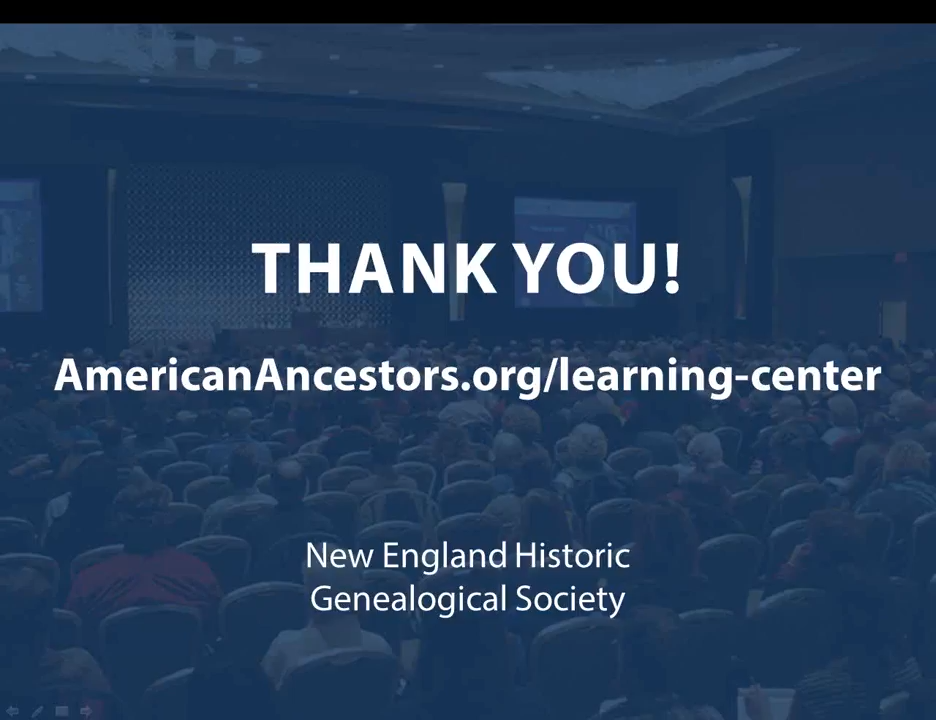 THANK YOU!
AmericanAncestors.org/learning-center
New England Historic
Genealogical Society